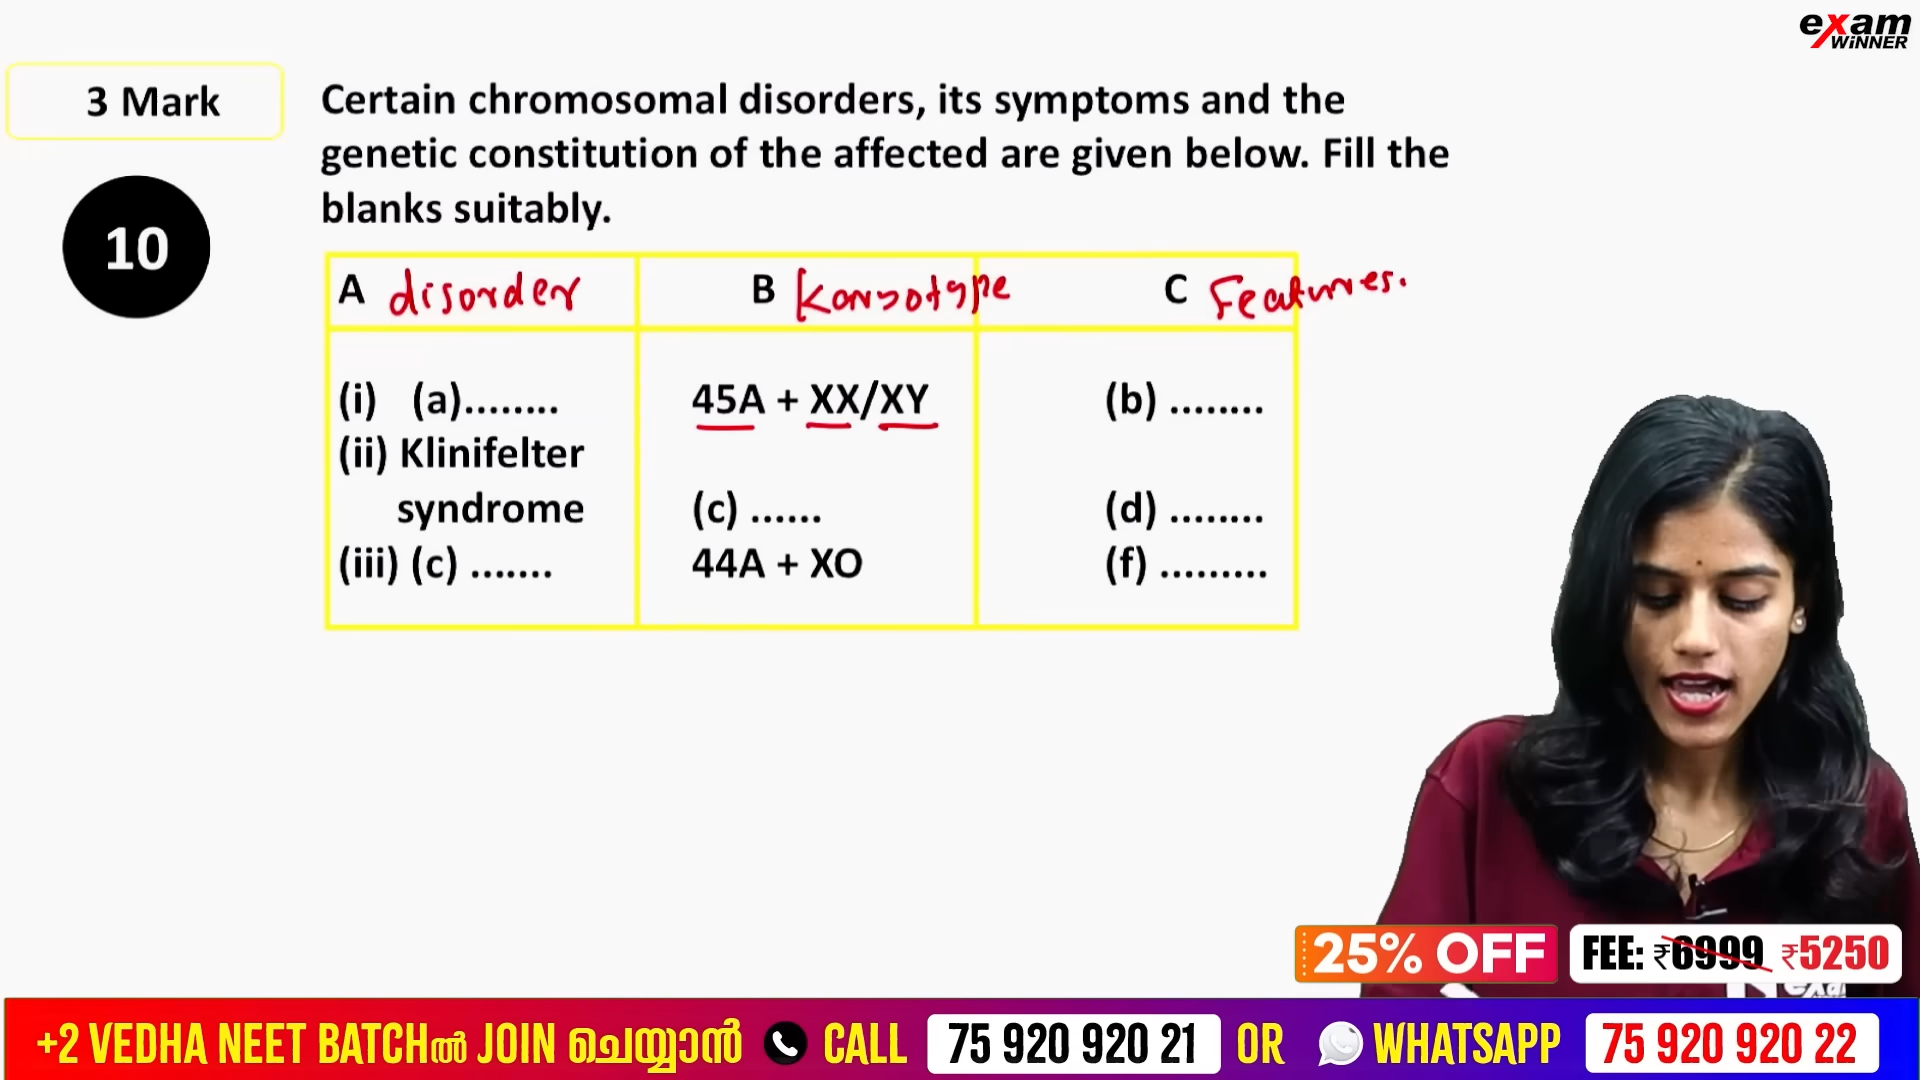 exam
WiNNER
3 Mark
10
Certain chromosomal disorders, its symptoms and the
genetic constitution of the affected are given below. Fill the
blanks suitably.
A disorder B Karyotype C Features.
(i) (a)........ 45A + XX/XY (b) ........
(ii) Klinifelter
syndrome (c) ...... (d) ........
(iii) (c) ....... 44A + XO (f) .........
25% OFF FEE: ₹6999 ₹5250
+2 VEDHA NEET BATCHൽ JOIN ചെയ്യാൻ CALL 75 920 920 21 OR WHATSAPP 75 920 920 22